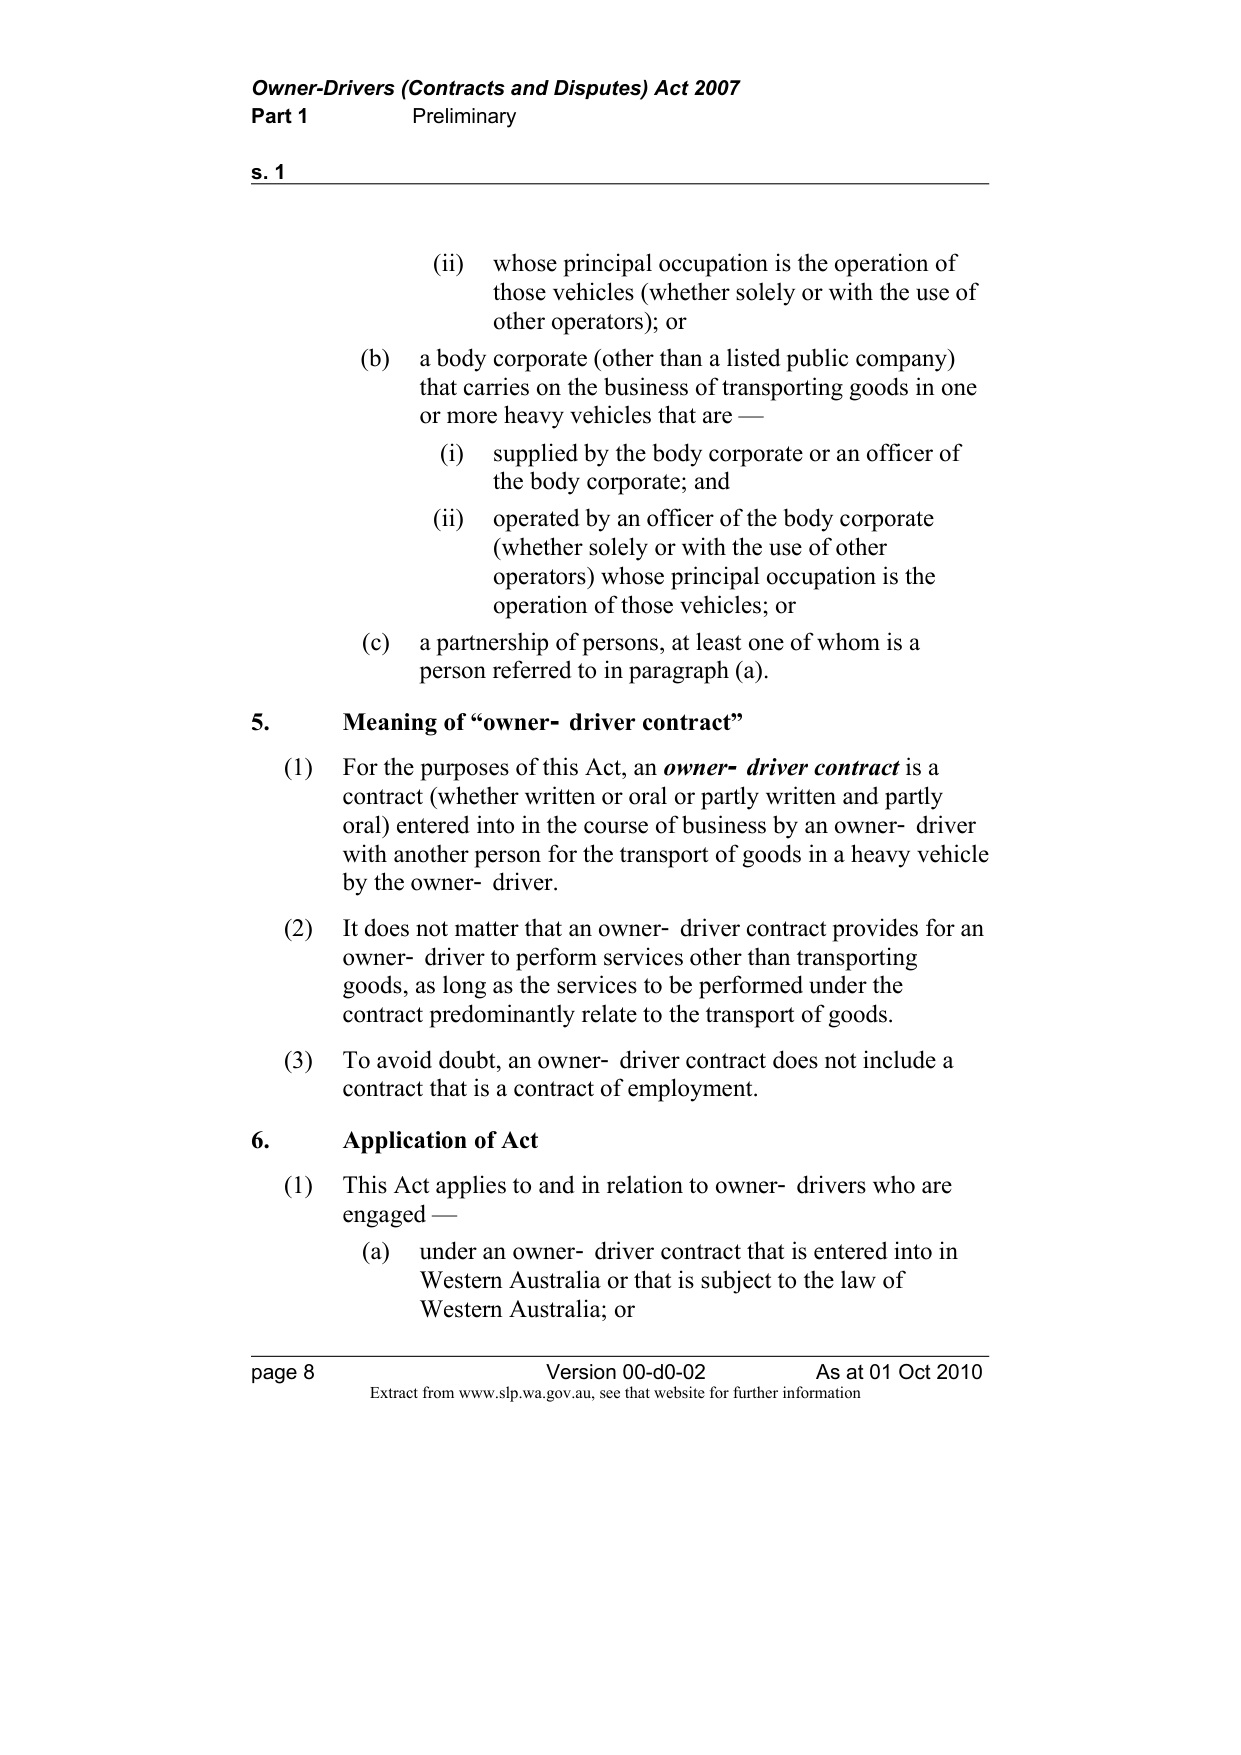 Owner-Drivers (Contracts and Disputes) Act 2007
Part 1 Preliminary
s. 1
(ii) whose principal occupation is the operation of
those vehicles (whether solely or with the use of
other operators); or
(b) a body corporate (other than a listed public company)
that carries on the business of transporting goods in one
or more heavy vehicles that are —
(i) supplied by the body corporate or an officer of
the body corporate; and
(ii) operated by an officer of the body corporate
(whether solely or with the use of other
operators) whose principal occupation is the
operation of those vehicles; or
(c) a partnership of persons, at least one of whom is a
person referred to in paragraph (a).
5. Meaning of “owner- driver contract”
(1) For the purposes of this Act, an owner- driver contract is a
contract (whether written or oral or partly written and partly
oral) entered into in the course of business by an owner- driver
with another person for the transport of goods in a heavy vehicle
by the owner- driver.
(2) It does not matter that an owner- driver contract provides for an
owner- driver to perform services other than transporting
goods, as long as the services to be performed under the
contract predominantly relate to the transport of goods.
(3) To avoid doubt, an owner- driver contract does not include a
contract that is a contract of employment.
6. Application of Act
(1) This Act applies to and in relation to owner- drivers who are
engaged —
(a) under an owner- driver contract that is entered into in
Western Australia or that is subject to the law of
Western Australia; or
page 8 Version 00-d0-02 As at 01 Oct 2010
Extract from www.slp.wa.gov.au, see that website for further information